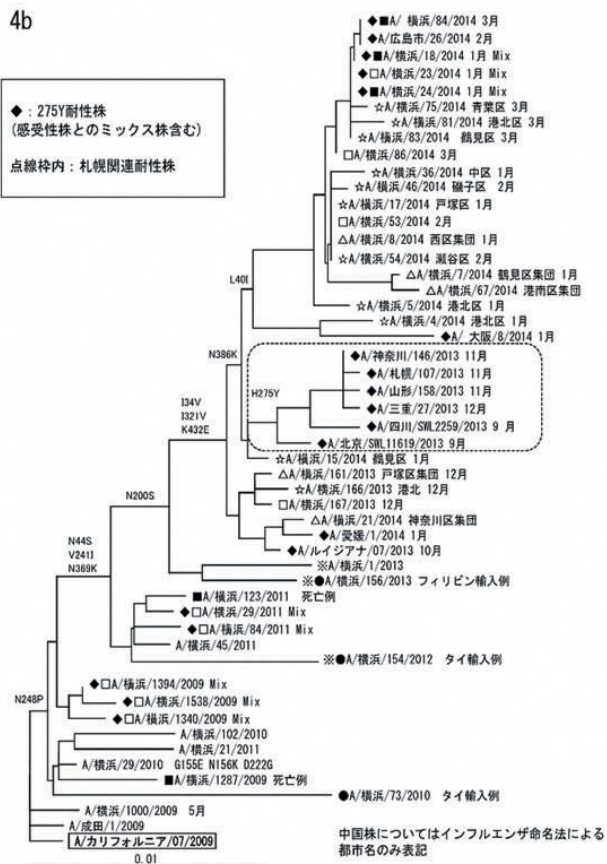 4b
◆：275Y耐性株
(感受性株とのミックス株含む)
点線枠内：札幌関連耐性株
◆■A/ 横浜/84/2014 3月
◆A/広島市/26/2014 2月
◆■A/横浜/18/2014 1月 Mix
◆□A/横浜/23/2014 1月 Mix
◆■A/横浜/24/2014 1月 Mix
☆A/横浜/75/2014 青葉区 3月
☆A/横浜/81/2014 港北区 3月
☆A/横浜/83/2014 鶴見区 3月
□A/横浜/86/2014 3月
☆A/横浜/36/2014 中区 1月
☆A/横浜/46/2014 磯子区 2月
☆A/横浜/17/2014 戸塚区 1月
□A/横浜/53/2014 2月
△A/横浜/8/2014 西区集団 1月
☆A/横浜/54/2014 瀬谷区 2月
△A/横浜/7/2014 鶴見区集団 1月
△A/横浜/67/2014 港南区集団
L40I
☆A/横浜/5/2014 港北区 1月
☆A/横浜/4/2014 港北区 1月
◆A/ 大阪/8/2014 1月
N386K
◆A/神奈川/146/2013 11月
◆A/札幌/107/2013 11月
H275Y
◆A/山形/158/2013 11月
◆A/三重/27/2013 12月
◆A/四川/SWL2259/2013 9 月
◆A/北京/SWL11619/2013 9月
I34V
I321V
K432E
☆A/横浜/15/2014 鶴見区 1月
△A/横浜/161/2013 戸塚区集団 12月
☆A/横浜/166/2013 港北 12月
□A/横浜/167/2013 12月
N200S
△A/横浜/21/2014 神奈川区集団
◆A/愛媛/1/2014 1月
◆A/ルイジアナ/07/2013 10月
N44S
V241I
N369K
※A/横浜/1/2013
※●A/横浜/156/2013 フィリピン輸入例
■A/横浜/123/2011 死亡例
◆□A/横浜/29/2011 Mix
◆□A/横浜/84/2011 Mix
A/横浜/45/2011
※●A/横浜/154/2012 タイ輸入例
◆□A/横浜/1394/2009 Mix
N248P
◆□A/横浜/1538/2009 Mix
◆□A/横浜/1340/2009 Mix
A/横浜/102/2010
A/横浜/21/2011
A/横浜/29/2010 G155E N156K D222G
■A/横浜/1287/2009 死亡例
●A/横浜/73/2010 タイ輸入例
A/横浜/1000/2009 5月
A/成田/1/2009
A/カリフォルニア/07/2009
0.01
中国株についてはインフルエンザ命名法による
都市名のみ表記